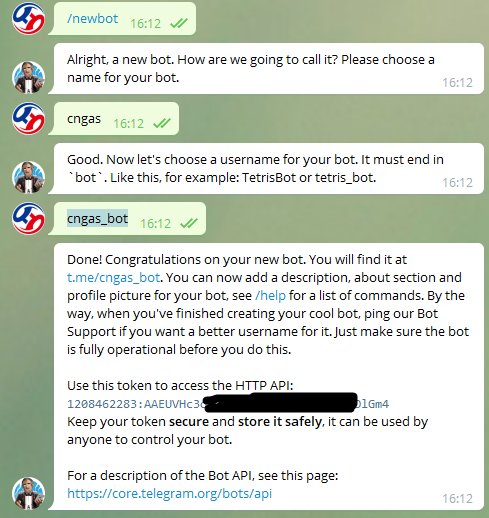 /newbot 16:12
Alright, a new bot. How are we going to call it? Please choose a
name for your bot.
16:12
cngas 16:12
Good. Now let's choose a username for your bot. It must end in
`bot`. Like this, for example: TetrisBot or tetris_bot.
16:12
cngas_bot 16:12
Done! Congratulations on your new bot. You will find it at
t.me/cngas_bot. You can now add a description, about section and
profile picture for your bot, see /help for a list of commands. By the
way, when you've finished creating your cool bot, ping our Bot
Support if you want a better username for it. Just make sure the bot
is fully operational before you do this.
Use this token to access the HTTP API:
1208462283:AAEUVHc3 lGm4
Keep your token secure and store it safely, it can be used by
anyone to control your bot.
For a description of the Bot API, see this page:
https://core.telegram.org/bots/api
16:12